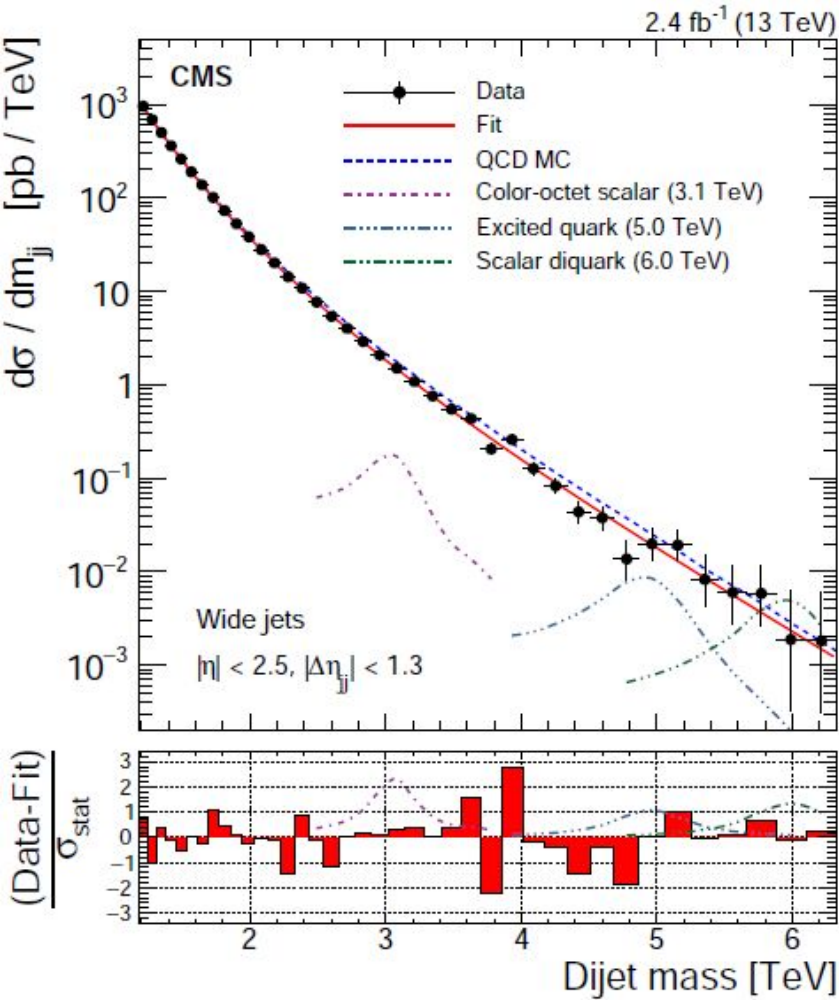 2.4 fb⁻¹ (13 TeV)
CMS
Data
Fit
QCD MC
Color-octet scalar (3.1 TeV)
Excited quark (5.0 TeV)
Scalar diquark (6.0 TeV)
dσ / dm_jj [pb / TeV]
10³
10²
10
1
10⁻¹
10⁻²
10⁻³
Wide jets
|η| < 2.5, |Δη_jj| < 1.3
(Data-Fit)
σ_stat
3
2
1
0
−1
−2
−3
2 3 4 5 6
Dijet mass [TeV]